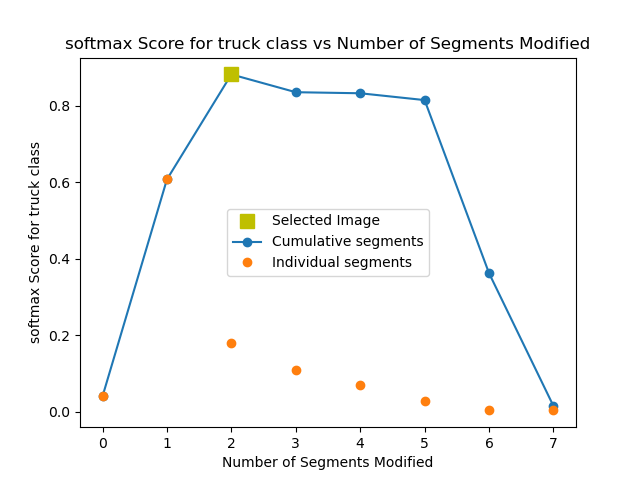 softmax Score for truck class vs Number of Segments Modified
softmax Score for truck class
0.8
0.6
0.4
0.2
0.0
Selected Image
Cumulative segments
Individual segments
0 1 2 3 4 5 6 7
Number of Segments Modified